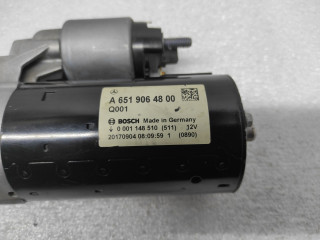 A 651 906 48 00
Q001
BOSCH Made in Germany
0 001 148 510 (511) 12V
20170904 08:09:59 1 (0890)